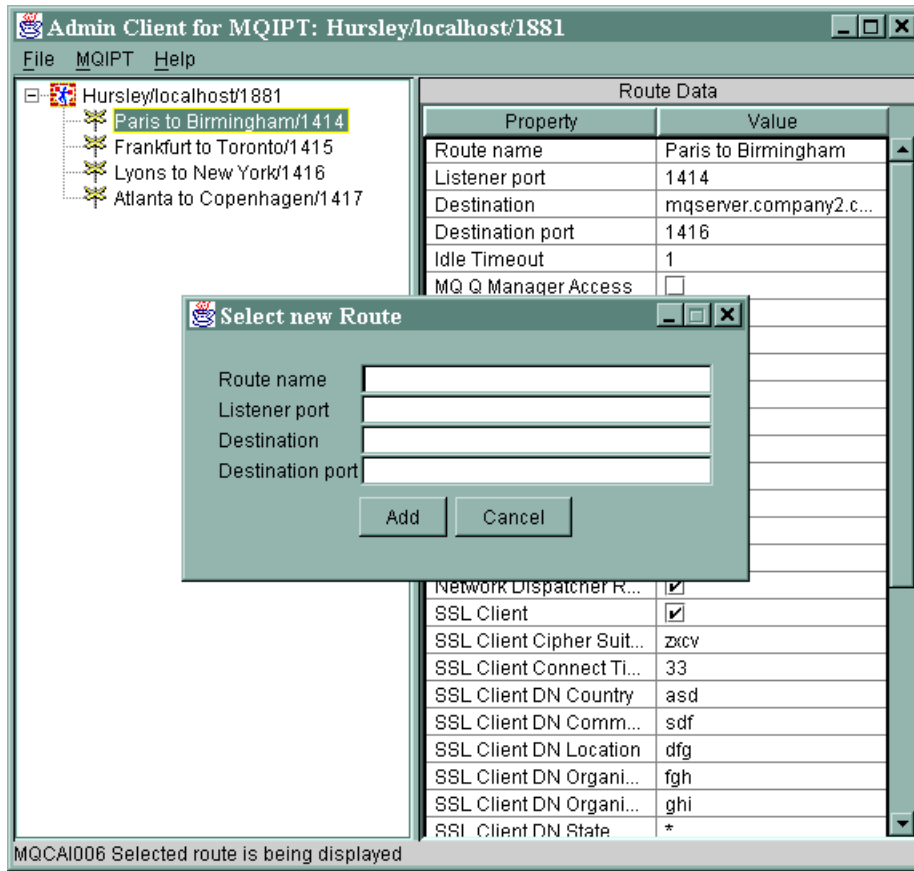 Admin Client for MQIPT: Hursley/localhost/1881
File MQIPT Help
Hursley/localhost/1881
Paris to Birmingham/1414
Frankfurt to Toronto/1415
Lyons to New York/1416
Atlanta to Copenhagen/1417
Route Data
Property Value
Route name Paris to Birmingham
Listener port 1414
Destination mqserver.company2.c...
Destination port 1416
Idle Timeout 1
MQ Q Manager Access
Select new Route
Route name
Listener port
Destination
Destination port
Add Cancel
Network Dispatcher R...
SSL Client
SSL Client Cipher Suit... zxcv
SSL Client Connect Ti... 33
SSL Client DN Country asd
SSL Client DN Comm... sdf
SSL Client DN Location dfg
SSL Client DN Organi... fgh
SSL Client DN Organi... ghi
SSL Client DN State *
MQCAI006 Selected route is being displayed